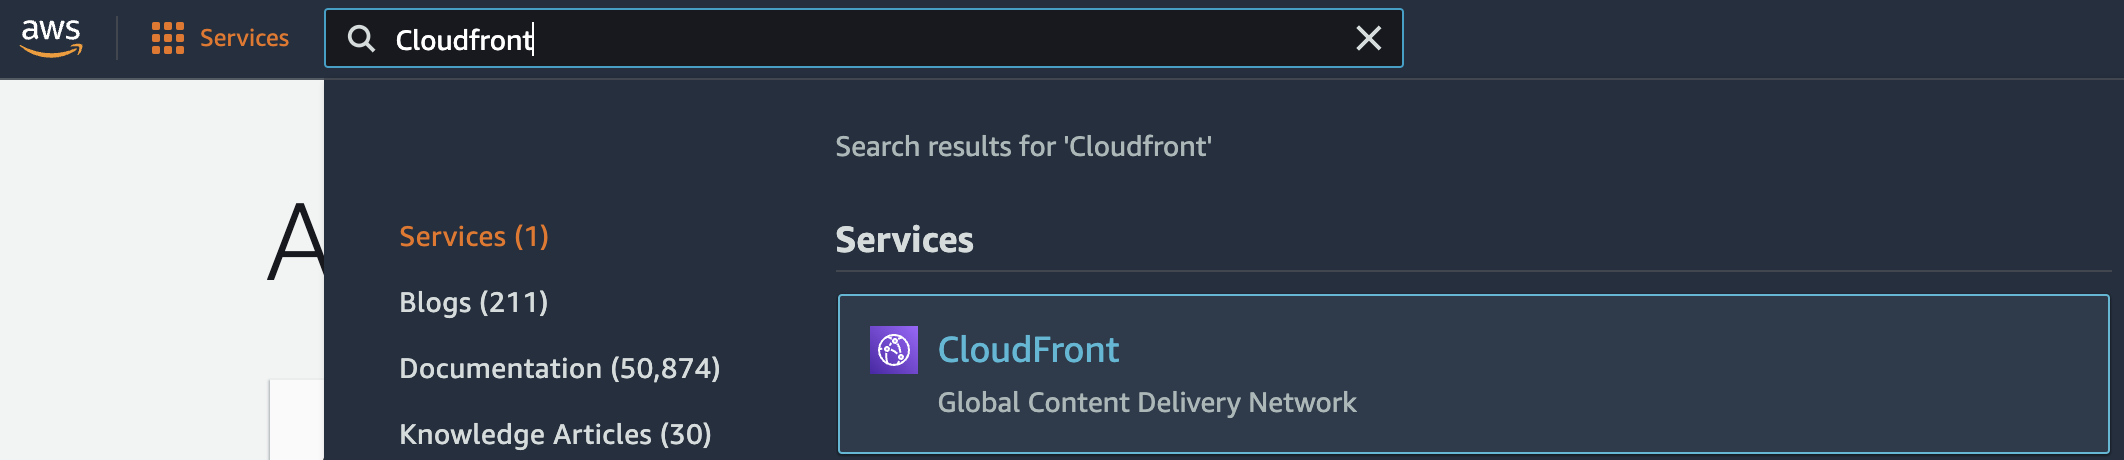 aws
Services
Cloudfront
Search results for 'Cloudfront'
A
Services (1)
Blogs (211)
Documentation (50,874)
Knowledge Articles (30)
Services
CloudFront
Global Content Delivery Network